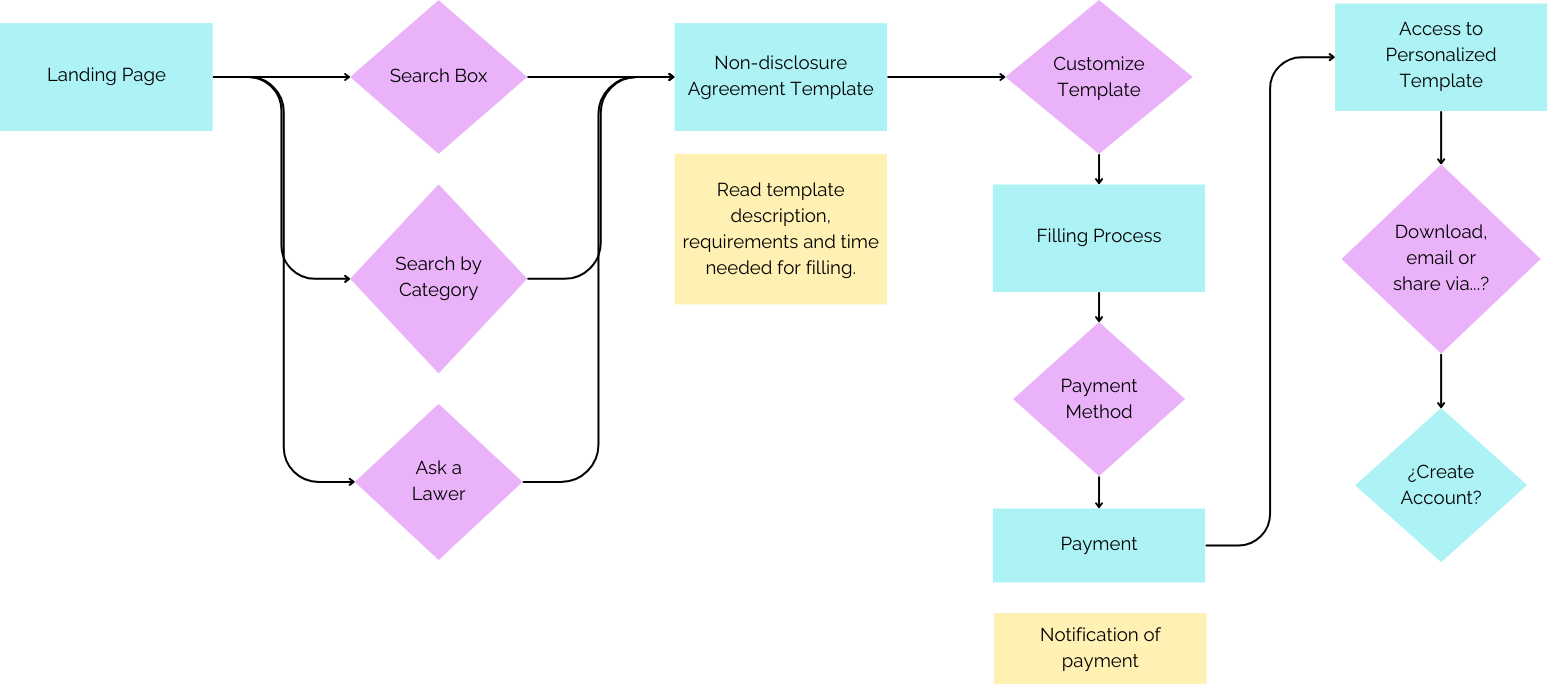 Landing Page
Search Box
Search by
Category
Ask a
Lawer
Non-disclosure
Agreement Template
Read template
description,
requirements and time
needed for filling.
Customize
Template
Filling Process
Payment
Method
Payment
Notification of
payment
Access to
Personalized
Template
Download,
email or
share via...?
¿Create
Account?